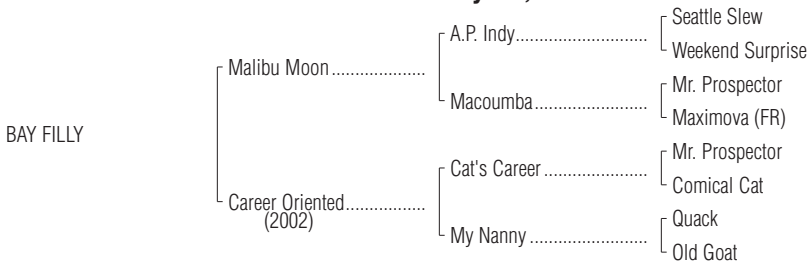 Seattle Slew
A.P. Indy
Weekend Surprise
Malibu Moon
Mr. Prospector
Macoumba
Maximova (FR)
BAY FILLY
Mr. Prospector
Cat's Career
Comical Cat
Career Oriented
(2002)
Quack
My Nanny
Old Goat